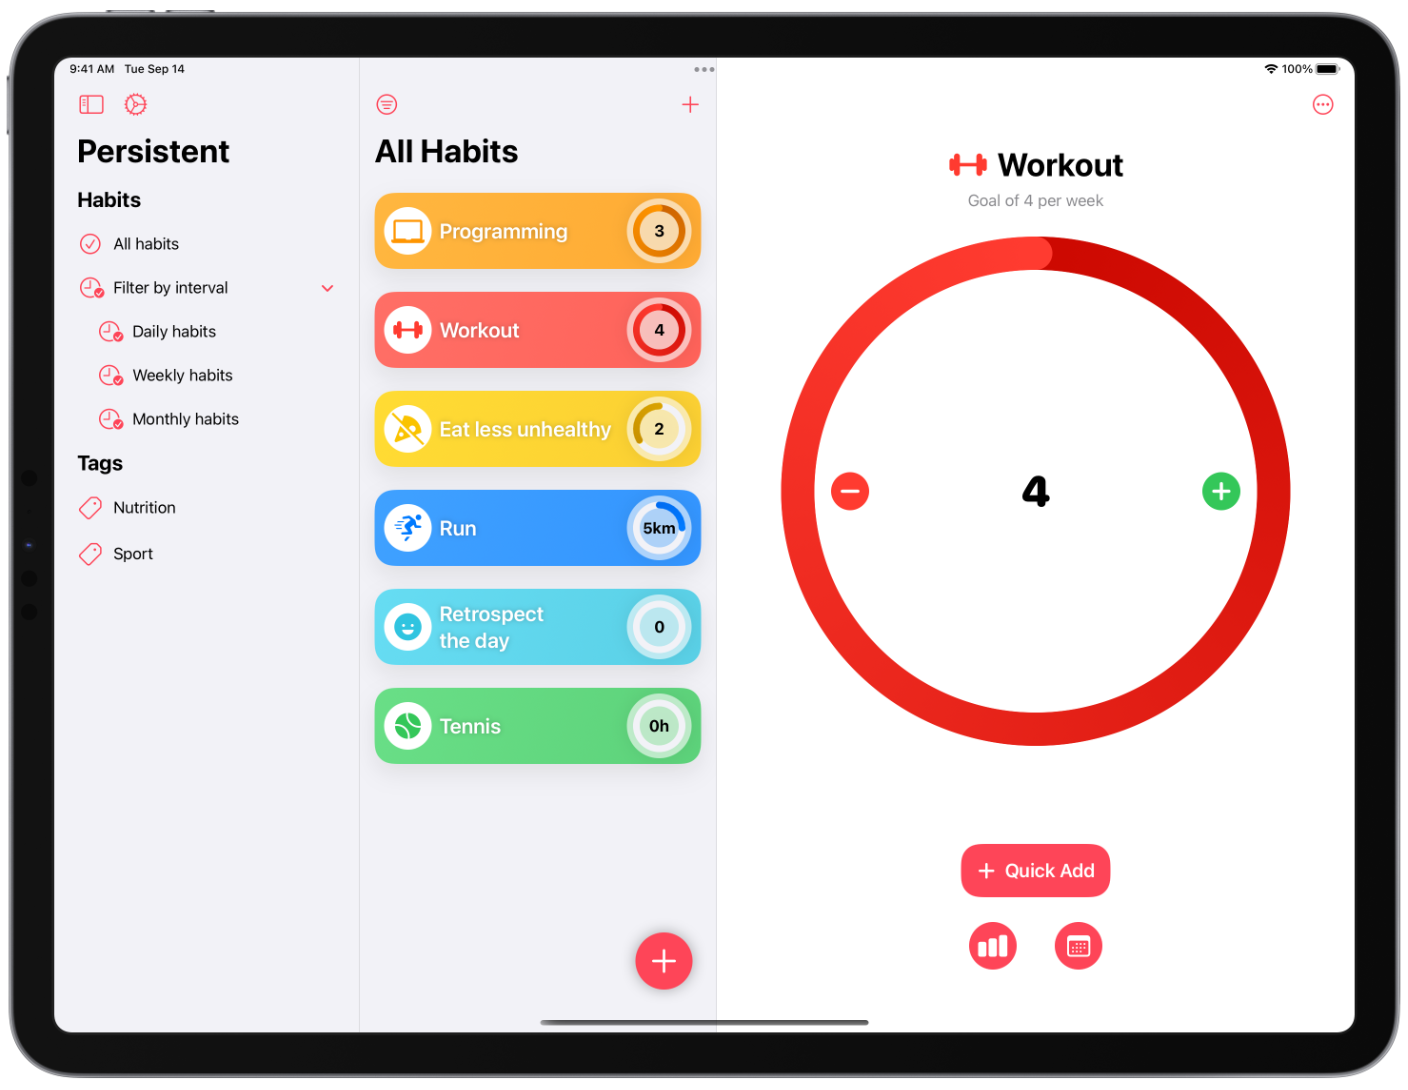 9:41 AM Tue Sep 14
100%
Persistent
Habits
All habits
Filter by interval
Daily habits
Weekly habits
Monthly habits
Tags
Nutrition
Sport
All Habits
Programming
3
Workout
4
Eat less unhealthy
2
Run
5km
Retrospect
the day
0
Tennis
0h
Workout
Goal of 4 per week
4
Quick Add